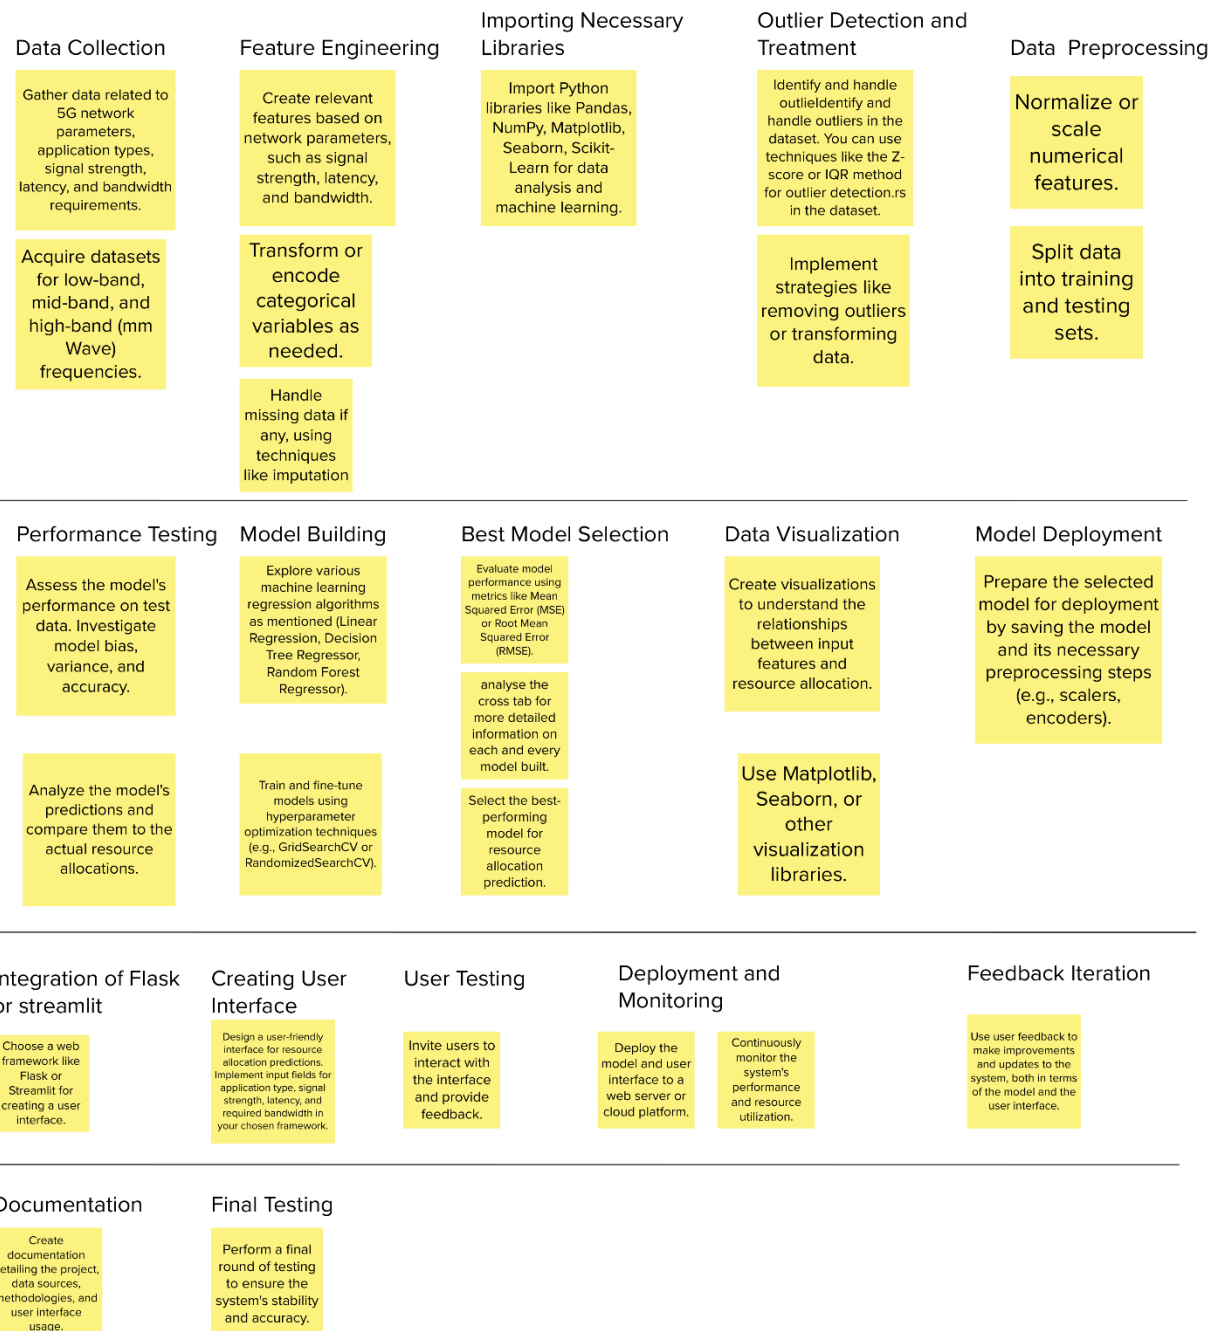 Data Collection
Gather data related to
5G network
parameters,
application types,
signal strength,
latency, and bandwidth
requirements.
Acquire datasets
for low-band,
mid-band, and
high-band (mm
Wave)
frequencies.
Feature Engineering
Create relevant
features based on
network parameters,
such as signal
strength, latency,
and bandwidth.
Transform or
encode
categorical
variables as
needed.
Handle
missing data if
any, using
techniques
like imputation
Importing Necessary
Libraries
Import Python
libraries like Pandas,
NumPy, Matplotlib,
Seaborn, Scikit-
Learn for data
analysis and
machine learning.
Outlier Detection and
Treatment
Identify and handle
outlieIdentify and
handle outliers in the
dataset. You can use
techniques like the Z-
score or IQR method
for outlier detection.rs
in the dataset.
Implement
strategies like
removing outliers
or transforming
data.
Data  Preprocessing
Normalize or
scale
numerical
features.
Split data
into training
and testing
sets.
Performance Testing
Assess the model's
performance on test
data. Investigate
model bias,
variance, and
accuracy.
Analyze the model's
predictions and
compare them to the
actual resource
allocations.
Model Building
Explore various
machine learning
regression algorithms
as mentioned (Linear
Regression, Decision
Tree Regressor,
Random Forest
Regressor).
Train and fine-tune
models using
hyperparameter
optimization techniques
(e.g., GridSearchCV or
RandomizedSearchCV).
Best Model Selection
Evaluate model
performance using
metrics like Mean
Squared Error (MSE)
or Root Mean
Squared Error
(RMSE).
analyse the
cross tab for
more detailed
information on
each and every
model built.
Select the best-
performing
model for
resource
allocation
prediction.
Data Visualization
Create visualizations
to understand the
relationships
between input
features and
resource allocation.
Use Matplotlib,
Seaborn, or
other
visualization
libraries.
Model Deployment
Prepare the selected
model for deployment
by saving the model
and its necessary
preprocessing steps
(e.g., scalers,
encoders).
ntegration of Flask
or streamlit
Choose a web
framework like
Flask or
Streamlit for
creating a user
interface.
Creating User
Interface
Design a user-friendly
interface for resource
allocation predictions.
Implement input fields for
application type, signal
strength, latency, and
required bandwidth in
your chosen framework.
User Testing
Invite users to
interact with
the interface
and provide
feedback.
Deployment and
Monitoring
Deploy the
model and user
interface to a
web server or
cloud platform.
Continuously
monitor the
system's
performance
and resource
utilization.
Feedback Iteration
Use user feedback to
make improvements
and updates to the
system, both in terms
of the model and the
user interface.
Documentation
Create
documentation
etailing the project,
data sources,
methodologies, and
user interface
usage.
Final Testing
Perform a final
round of testing
to ensure the
system's stability
and accuracy.